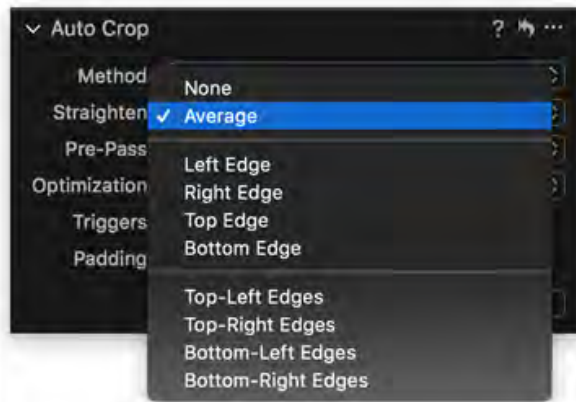 Auto Crop ? ...
Method
None
Straighten ✓ Average
Pre-Pass
Left Edge
Optimization
Right Edge
Triggers
Top Edge
Bottom Edge
Padding
Top-Left Edges
Top-Right Edges
Bottom-Left Edges
Bottom-Right Edges